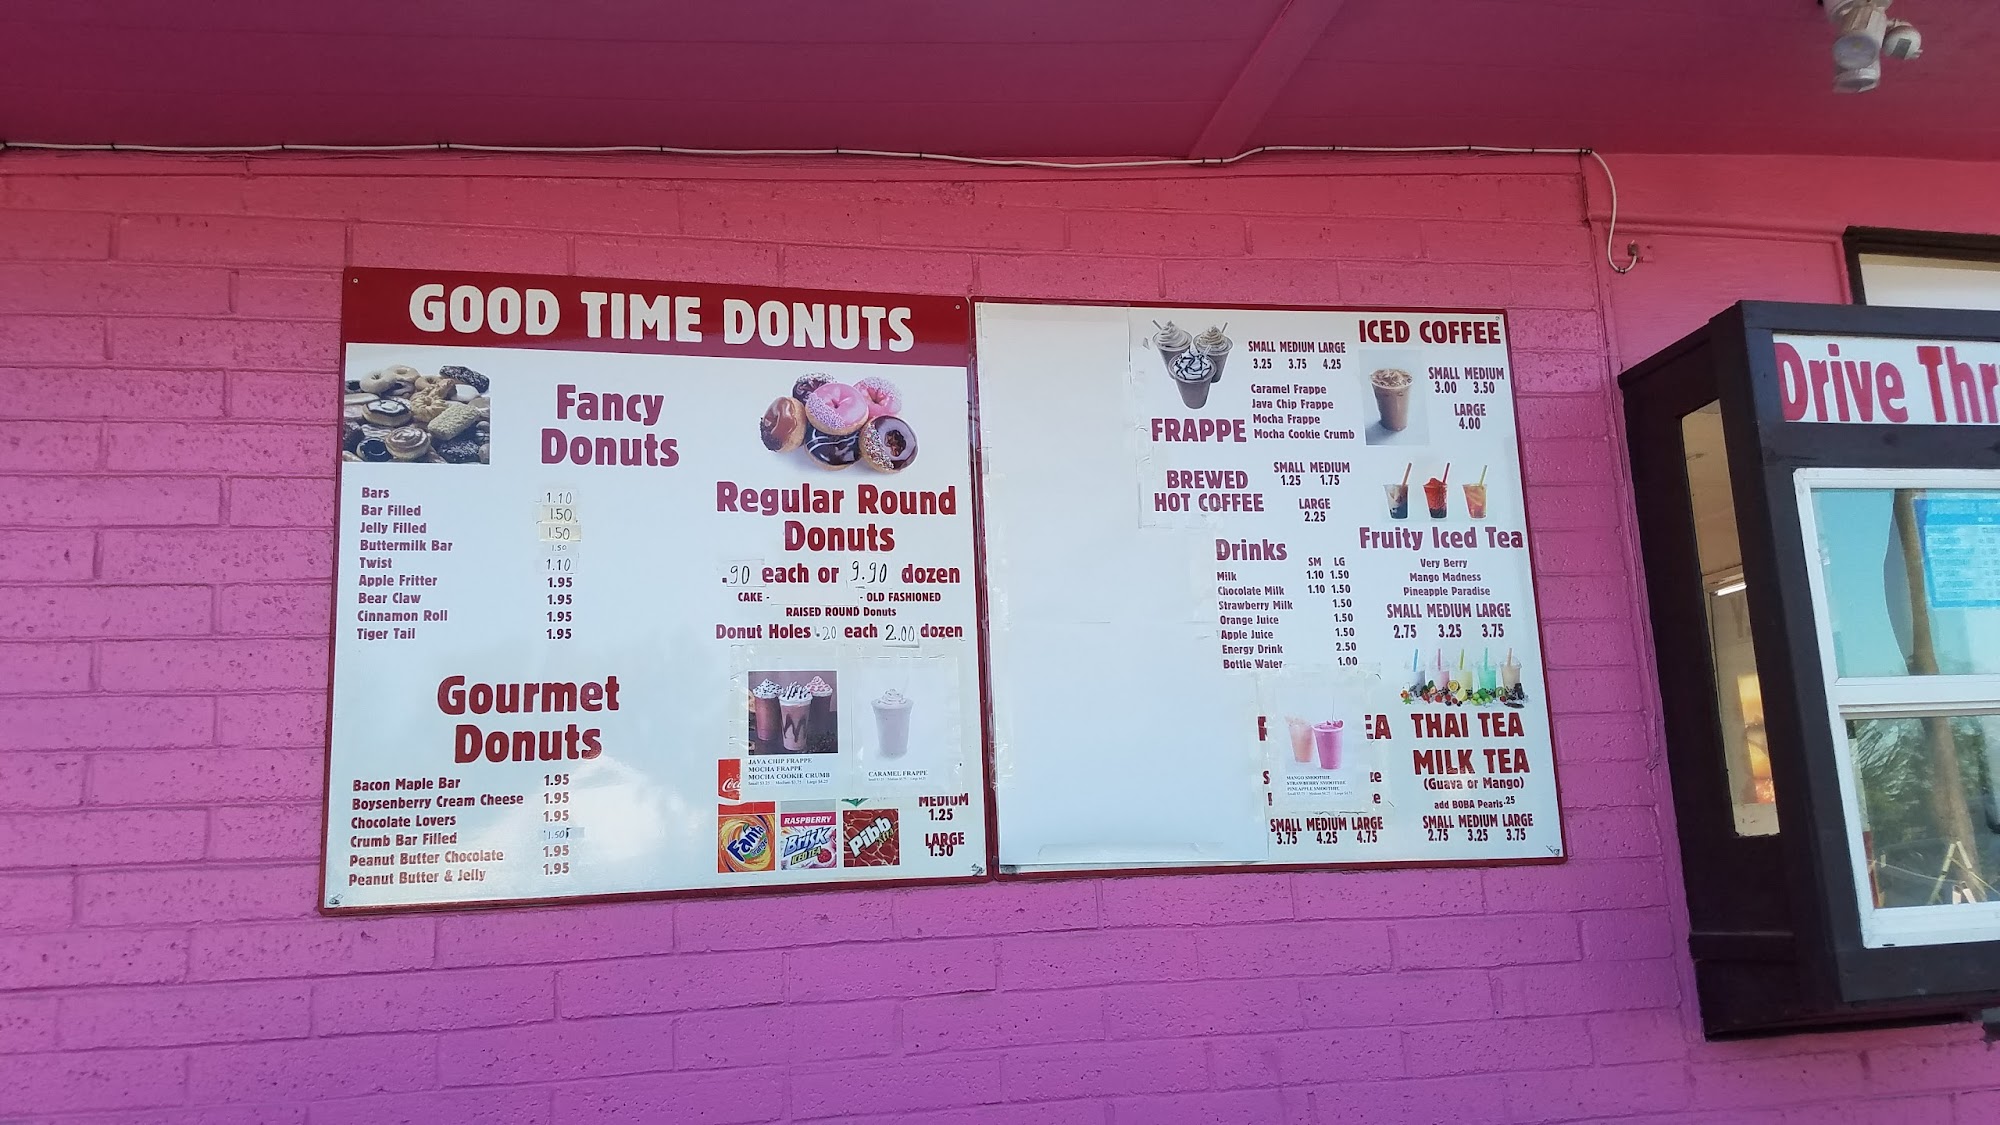 GOOD TIME DONUTS
Fancy
Donuts
Bars 1.10
Bar Filled 1.50
Jelly Filled 1.50
Buttermilk Bar 1.50
Twist 1.10
Apple Fritter 1.95
Bear Claw 1.95
Cinnamon Roll 1.95
Tiger Tail 1.95
Gourmet
Donuts
Bacon Maple Bar 1.95
Boysenberry Cream Cheese 1.95
Chocolate Lovers 1.95
Crumb Bar Filled 1.50
Peanut Butter Chocolate 1.95
Peanut Butter & Jelly 1.95
Regular Round
Donuts
.90 each or 9.90 dozen
CAKE - - OLD FASHIONED
RAISED ROUND Donuts
Donut Holes .20 each 2.00 dozen
JAVA CHIP FRAPPE
MOCHA FRAPPE
MOCHA COOKIE CRUMB
CARAMEL FRAPPE
MEDIUM
1.25
LARGE
1.50
Fanta
RASPBERRY
Brisk
ICED TEA
Pibb
FRAPPE
SMALL MEDIUM LARGE
3.25 3.75 4.25
Caramel Frappe
Java Chip Frappe
Mocha Frappe
Mocha Cookie Crumb
ICED COFFEE
SMALL MEDIUM
3.00 3.50
LARGE
4.00
BREWED
HOT COFFEE
SMALL MEDIUM
1.25 1.75
LARGE
2.25
Drinks
SM LG
Milk 1.10 1.50
Chocolate Milk 1.10 1.50
Strawberry Milk 1.50
Orange Juice 1.50
Apple Juice 1.50
Energy Drink 2.50
Bottle Water 1.00
Fruity Iced Tea
Very Berry
Mango Madness
Pineapple Paradise
SMALL MEDIUM LARGE
2.75 3.25 3.75
MANGO SMOOTHIE
STRAWBERRY SMOOTHIE
PINEAPPLE SMOOTHIE
SMALL MEDIUM LARGE
3.75 4.25 4.75
THAI TEA
MILK TEA
(Guava or Mango)
add BOBA Pearls .25
SMALL MEDIUM LARGE
2.75 3.25 3.75
Drive Thr